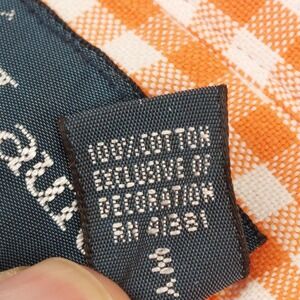 100% COTTON
EXCLUSIVE OF
DECORATION
RN 41381